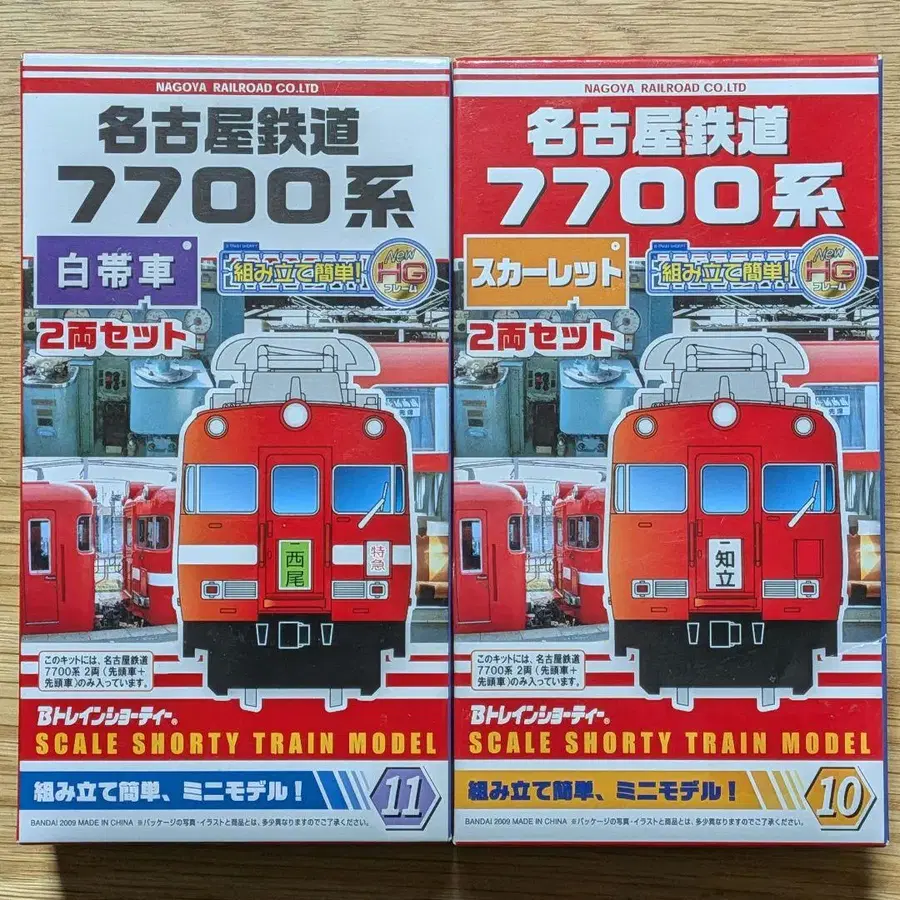 NAGOYA RAILROAD CO.LTD
名古屋鉄道
7700系
白帯車
組み立て簡単!
New
HG
フレーム
2両セット
西尾
特急
このキットには、名古屋鉄道
7700系 2両(先頭車+
先頭車)のみ入っています。
Bトレインショーティー®
SCALE SHORTY TRAIN MODEL
組み立て簡単、ミニモデル!
11
BANDAI 2009 MADE IN CHINA ※パッケージの写真・イラストと商品とは、多少異なりますのでご了承ください。
NAGOYA RAILROAD CO.LTD
名古屋鉄道
7700系
スカーレット
組み立て簡単!
New
HG
フレーム
2両セット
知立
このキットには、名古屋鉄道
7700系 2両(先頭車+
先頭車)のみ入っています。
Bトレインショーティー®
SCALE SHORTY TRAIN MODEL
組み立て簡単、ミニモデル!
10
BANDAI 2009 MADE IN CHINA ※パッケージの写真・イラストと商品とは、多少異なりますのでご了承ください。